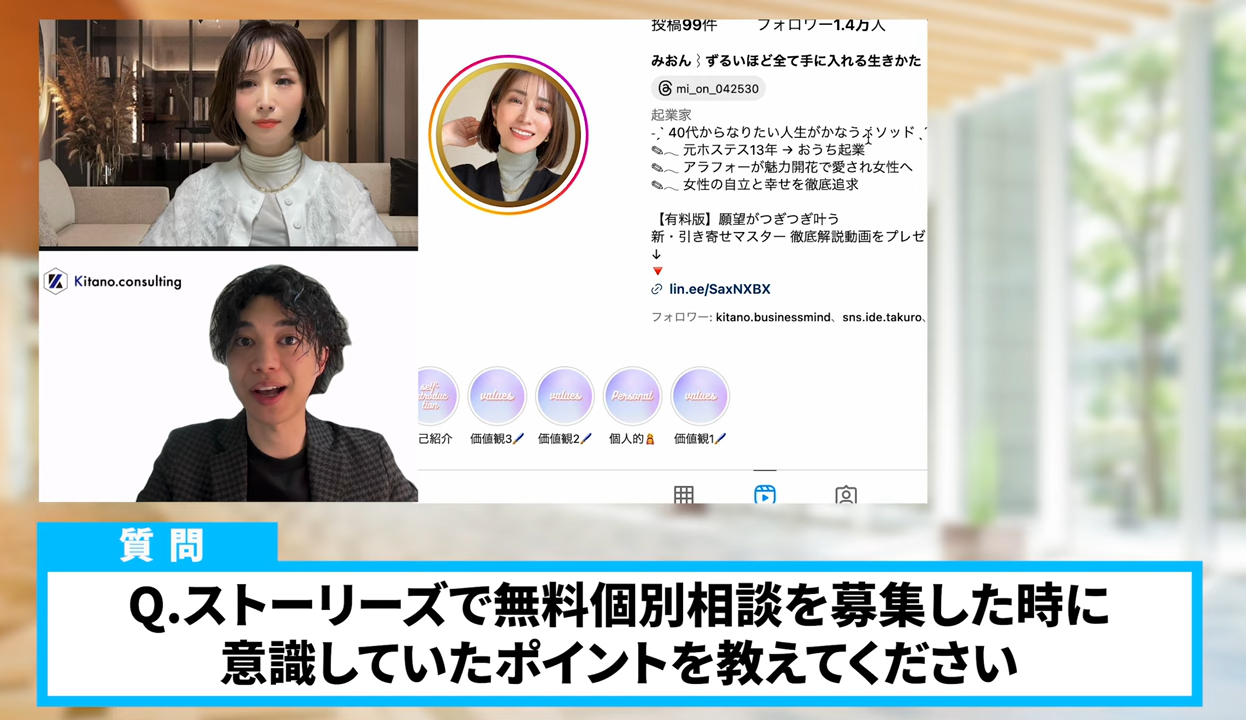 投稿99件 フォロワー1.4万人
みおん⌇ずるいほど全て手に入れる生きかた
mi_on_042530
起業家
40代からなりたい人生がかなうメソッド
元ホステス13年 → おうち起業
アラフォーが魅力開花で愛され女性へ
女性の自立と幸せを徹底追求
【有料版】願望がつぎつぎ叶う
新・引き寄せマスター 徹底解説動画をプレゼ
↓
lin.ee/SaxNXBX
フォロワー: kitano.businessmind、sns.ide.takuro、
Kitano.consulting
self-introduction
values
values
Personal
values
己紹介
価値観3
価値観2
個人的
価値観1
質問
Q.ストーリーズで無料個別相談を募集した時に
意識していたポイントを教えてください